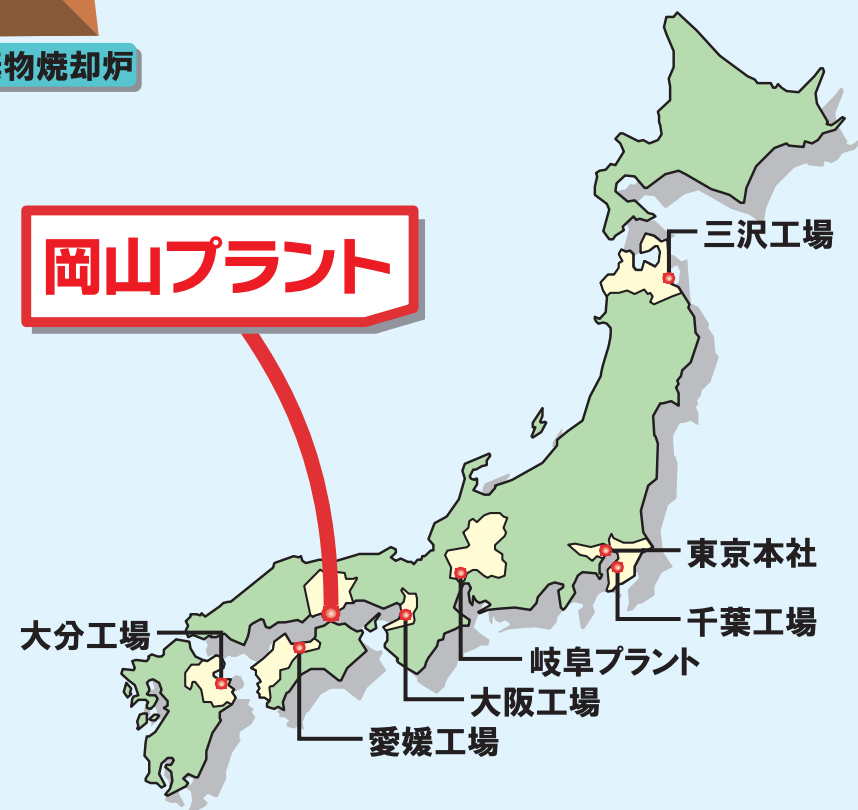 物焼却炉
三沢工場
岡山プラント
東京本社
千葉工場
大分工場
岐阜プラント
大阪工場
愛媛工場